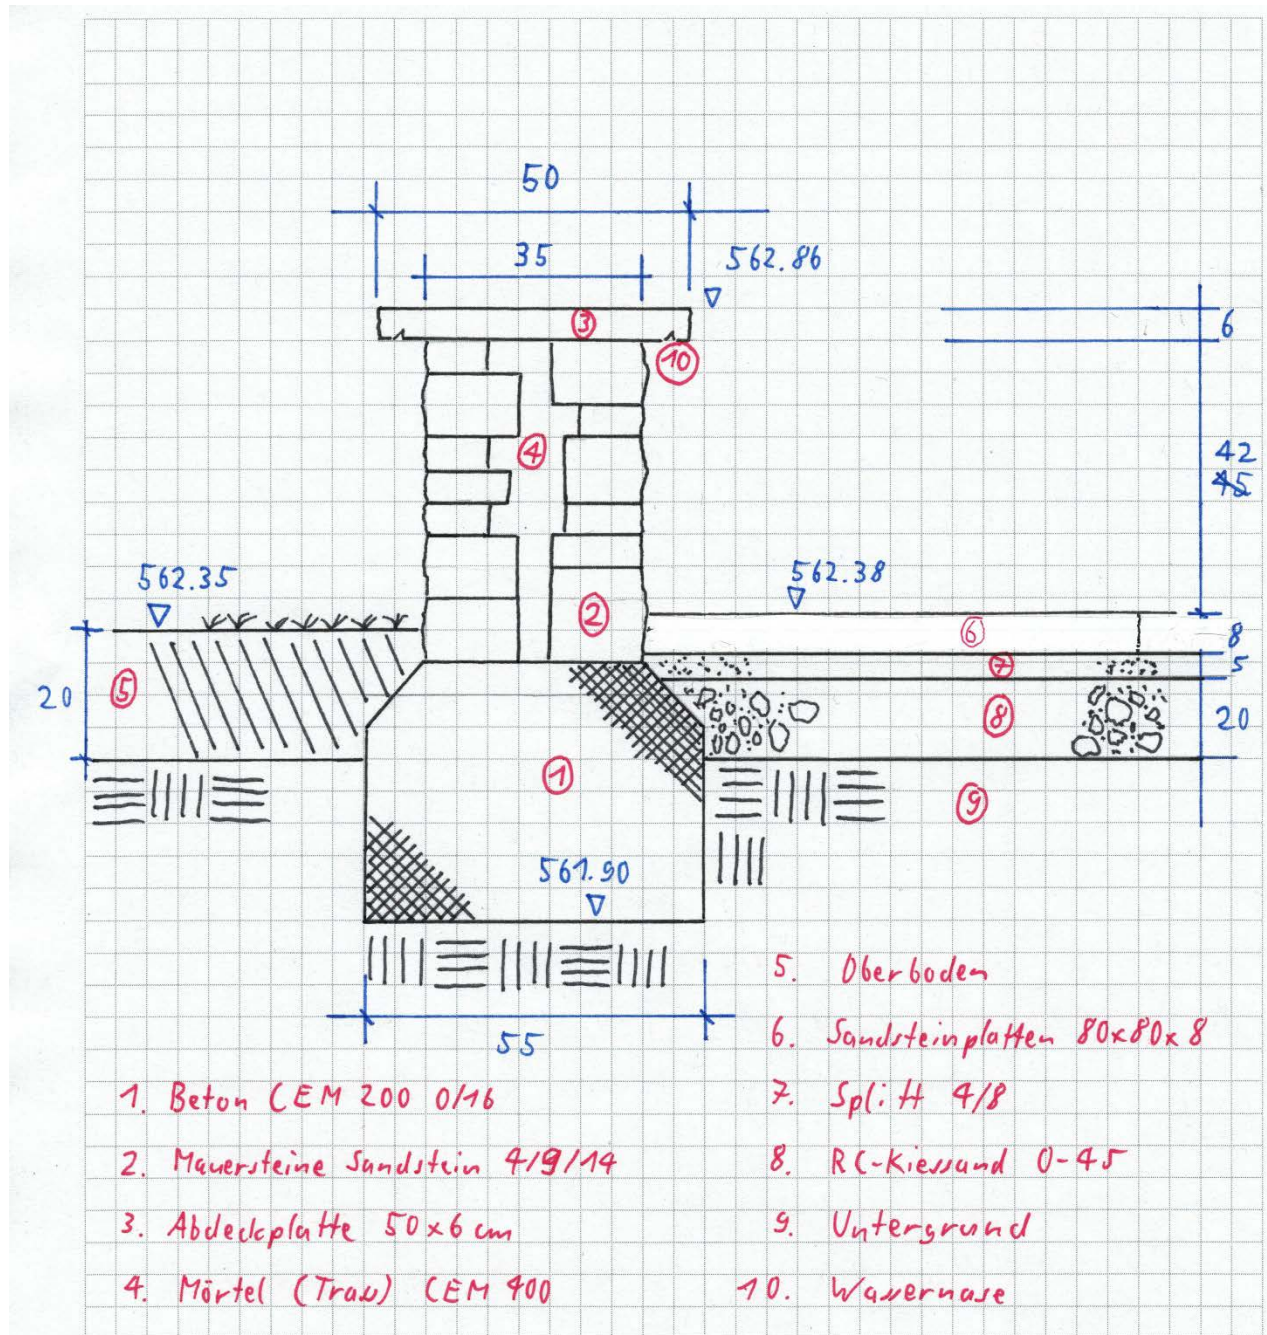 50
35
562.86
3
6
10
4
42
45
562.35
562.38
2
6
8
7
5
5
20
8
20
1
9
561.90
55
5. Oberboden
6. Sandsteinplatten 80x80x8
1. Beton CEM 200 0/16
7. Splitt 4/8
2. Mauersteine Sandstein 4/9/14
8. RC-Kiessand 0-45
3. Abdeckplatte 50x6 cm
9. Untergrund
4. Mörtel (Trass) CEM 400
10. Wassernase